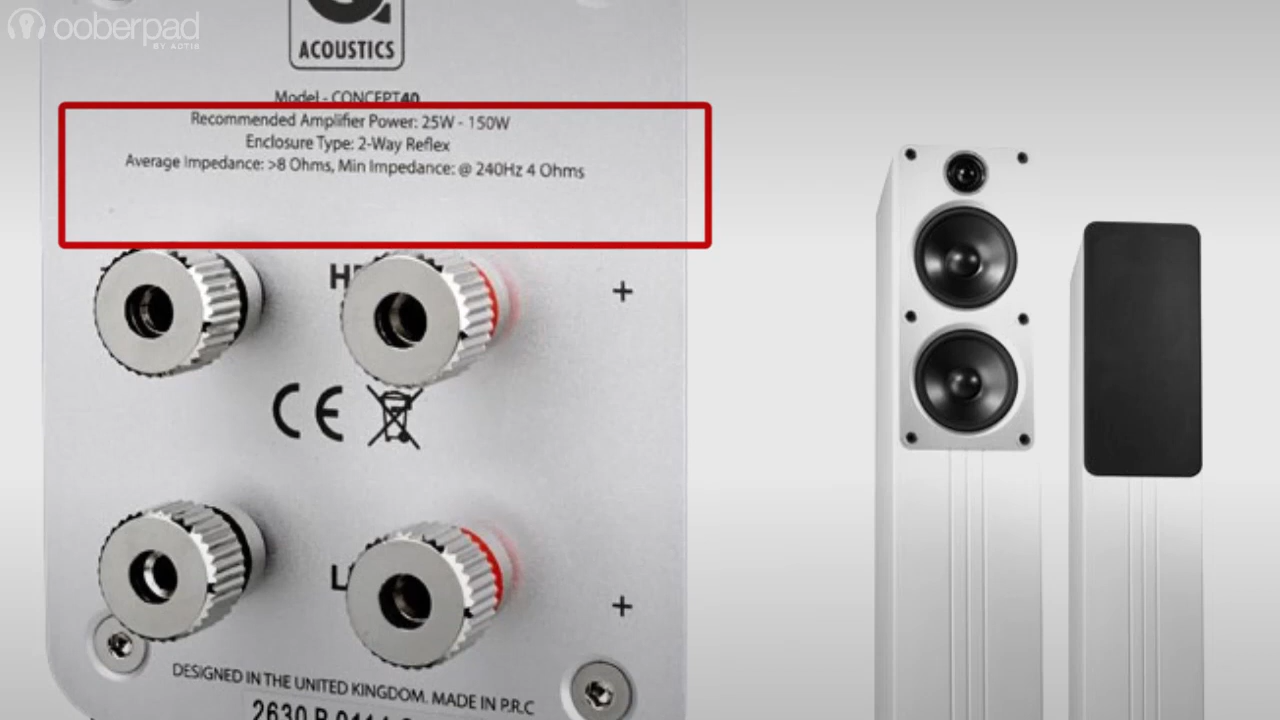 ooberpad
BY AOTIB
ACOUSTICS
Model - CONCEPT40
Recommended Amplifier Power: 25W - 150W
Enclosure Type: 2-Way Reflex
Average Impedance: >8 Ohms, Min Impedance: @ 240Hz 4 Ohms
+
CE
+
DESIGNED IN THE UNITED KINGDOM. MADE IN P.R.C